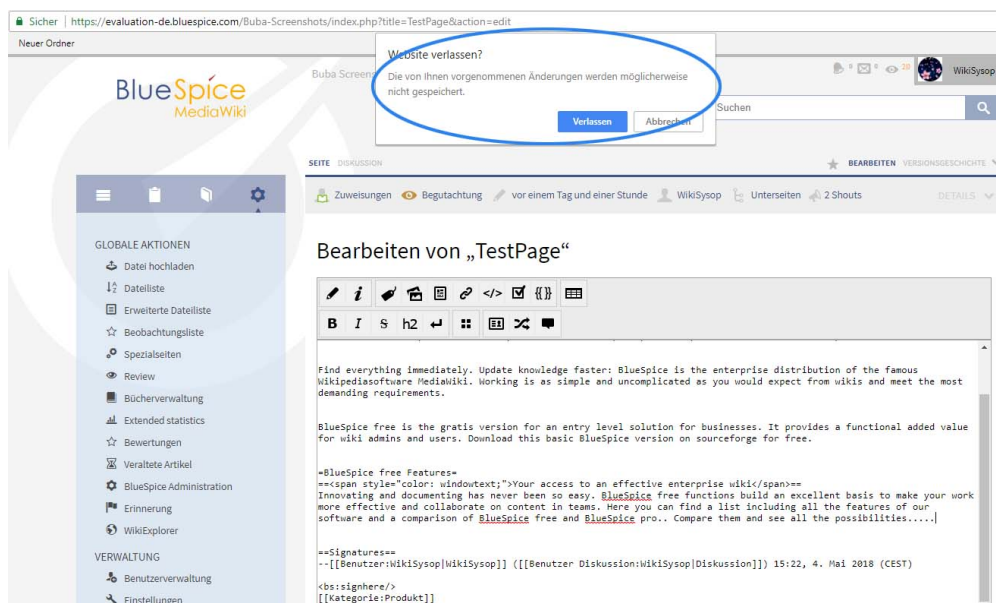 Sicher | https://evaluation-de.bluespice.com/Buba-Screenshots/index.php?title=TestPage&action=edit
Neuer Ordner
Website verlassen?
Die von Ihnen vorgenommenen Änderungen werden möglicherweise
nicht gespeichert.
Verlassen Abbrechen
BlueSpice
MediaWiki
Buba Screens
28 WikiSysop
Suchen
SEITE DISKUSSION
BEARBEITEN VERSIONSGESCHICHTE
Zuweisungen Begutachtung vor einem Tag und einer Stunde WikiSysop Unterseiten 2 Shouts DETAILS
GLOBALE AKTIONEN
Datei hochladen
Dateiliste
Erweiterte Dateiliste
Beobachtungsliste
Spezialseiten
Review
Bücherverwaltung
Extended statistics
Bewertungen
Veraltete Artikel
BlueSpice Administration
Erinnerung
WikiExplorer
VERWALTUNG
Benutzerverwaltung
Einstellungen
Bearbeiten von „TestPage“
i </> {{}}
B I S h2
Find everything immediately. Update knowledge faster: BlueSpice is the enterprise distribution of the famous
Wikipediasoftware MediaWiki. Working is as simple and uncomplicated as you would expect from wikis and meet the most
demanding requirements.
BlueSpice free is the gratis version for an entry level solution for businesses. It provides a functional added value
for wiki admins and users. Download this basic BlueSpice version on sourceforge for free.
=BlueSpice free Features=
==<span style="color: windowtext;">Your access to an effective enterprise wiki</span>==
Innovating and documenting has never been so easy. BlueSpice free functions build an excellent basis to make your work
more effective and collaborate on content in teams. Here you can find a list including all the features of our
software and a comparison of BlueSpice free and BlueSpice pro.. Compare them and see all the possibilities.....
==Signatures==
--[[Benutzer:WikiSysop|WikiSysop]] ([[Benutzer Diskussion:WikiSysop|Diskussion]]) 15:22, 4. Mai 2018 (CEST)
<bs:signhere/>
[[Kategorie:Produkt]]